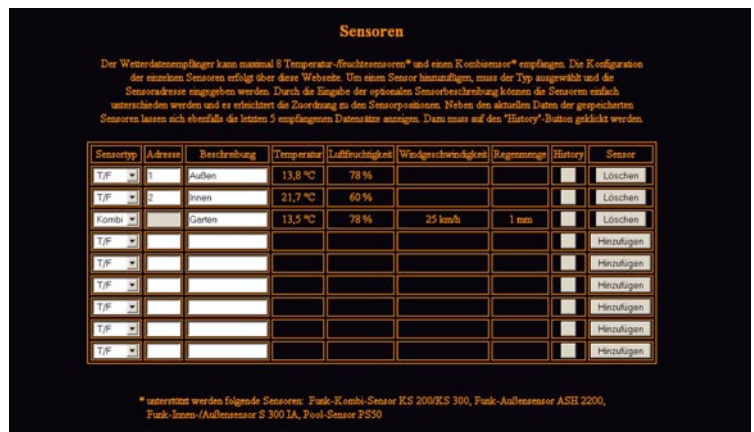 Sensoren
Der Wetterdatenempfänger kann maximal 8 Temperatur-/feuchtesensoren* und einen Kombisensor* empfangen. Die Konfiguration
der einzelnen Sensoren erfolgt über diese Webseite. Um einen Sensor hinzuzufügen, muss der Typ ausgewählt und die
Sensoradresse eingegeben werden. Durch die Eingabe der optionalen Sensorbeschreibung können die Sensoren einfach
unterschieden werden und es erleichtert die Zuordnung zu den Sensorpositionen. Neben den aktuellen Daten der gespeicherten
Sensoren lassen sich ebenfalls die letzten 5 empfangenen Datensätze anzeigen. Dazu muss auf den "History"-Button geklickt werden.
Sensortyp Adresse Beschreibung Temperatur Luftfeuchtigkeit Windgeschwindigkeit Regenmenge History Sensor
T/F 1 Außen 13,8 °C 78 % Löschen
T/F 2 Innen 21,7 °C 60 % Löschen
Kombi Garten 13,5 °C 78 % 25 km/h 1 mm Löschen
T/F Hinzufügen
T/F Hinzufügen
T/F Hinzufügen
T/F Hinzufügen
T/F Hinzufügen
T/F Hinzufügen
* unterstützt werden folgende Sensoren: Funk-Kombi-Sensor KS 200/KS 300, Funk-Außensensor ASH 2200,
Funk-Innen-/Außensensor S 300 IA, Pool-Sensor PS50